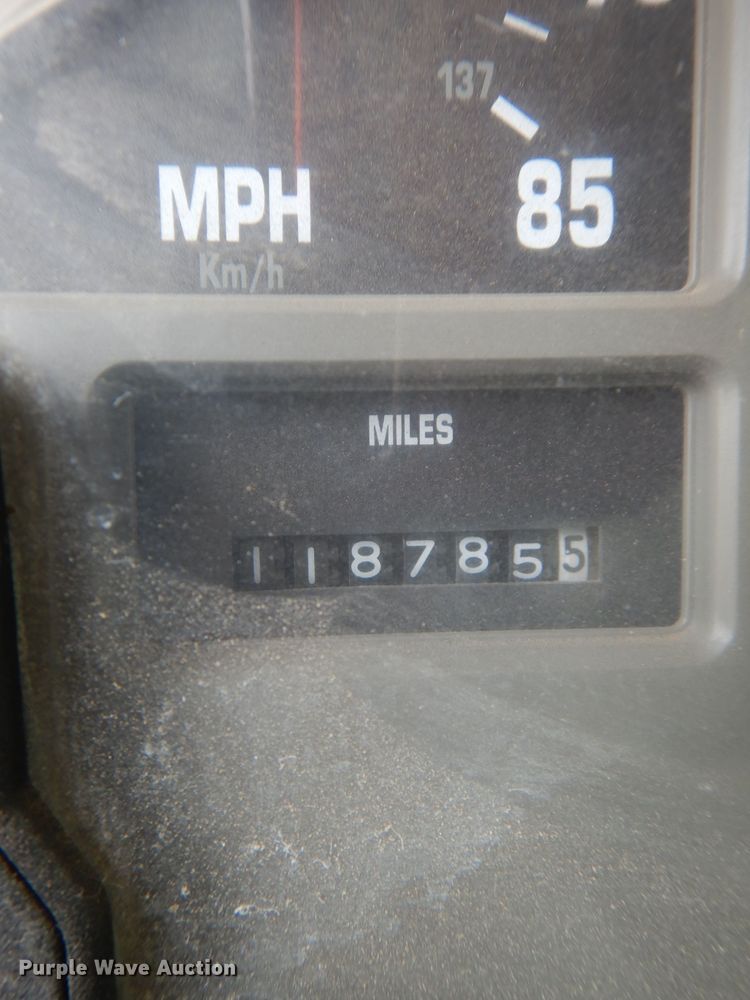 137
MPH 85
Km/h
MILES
1187855
Purple Wave Auction